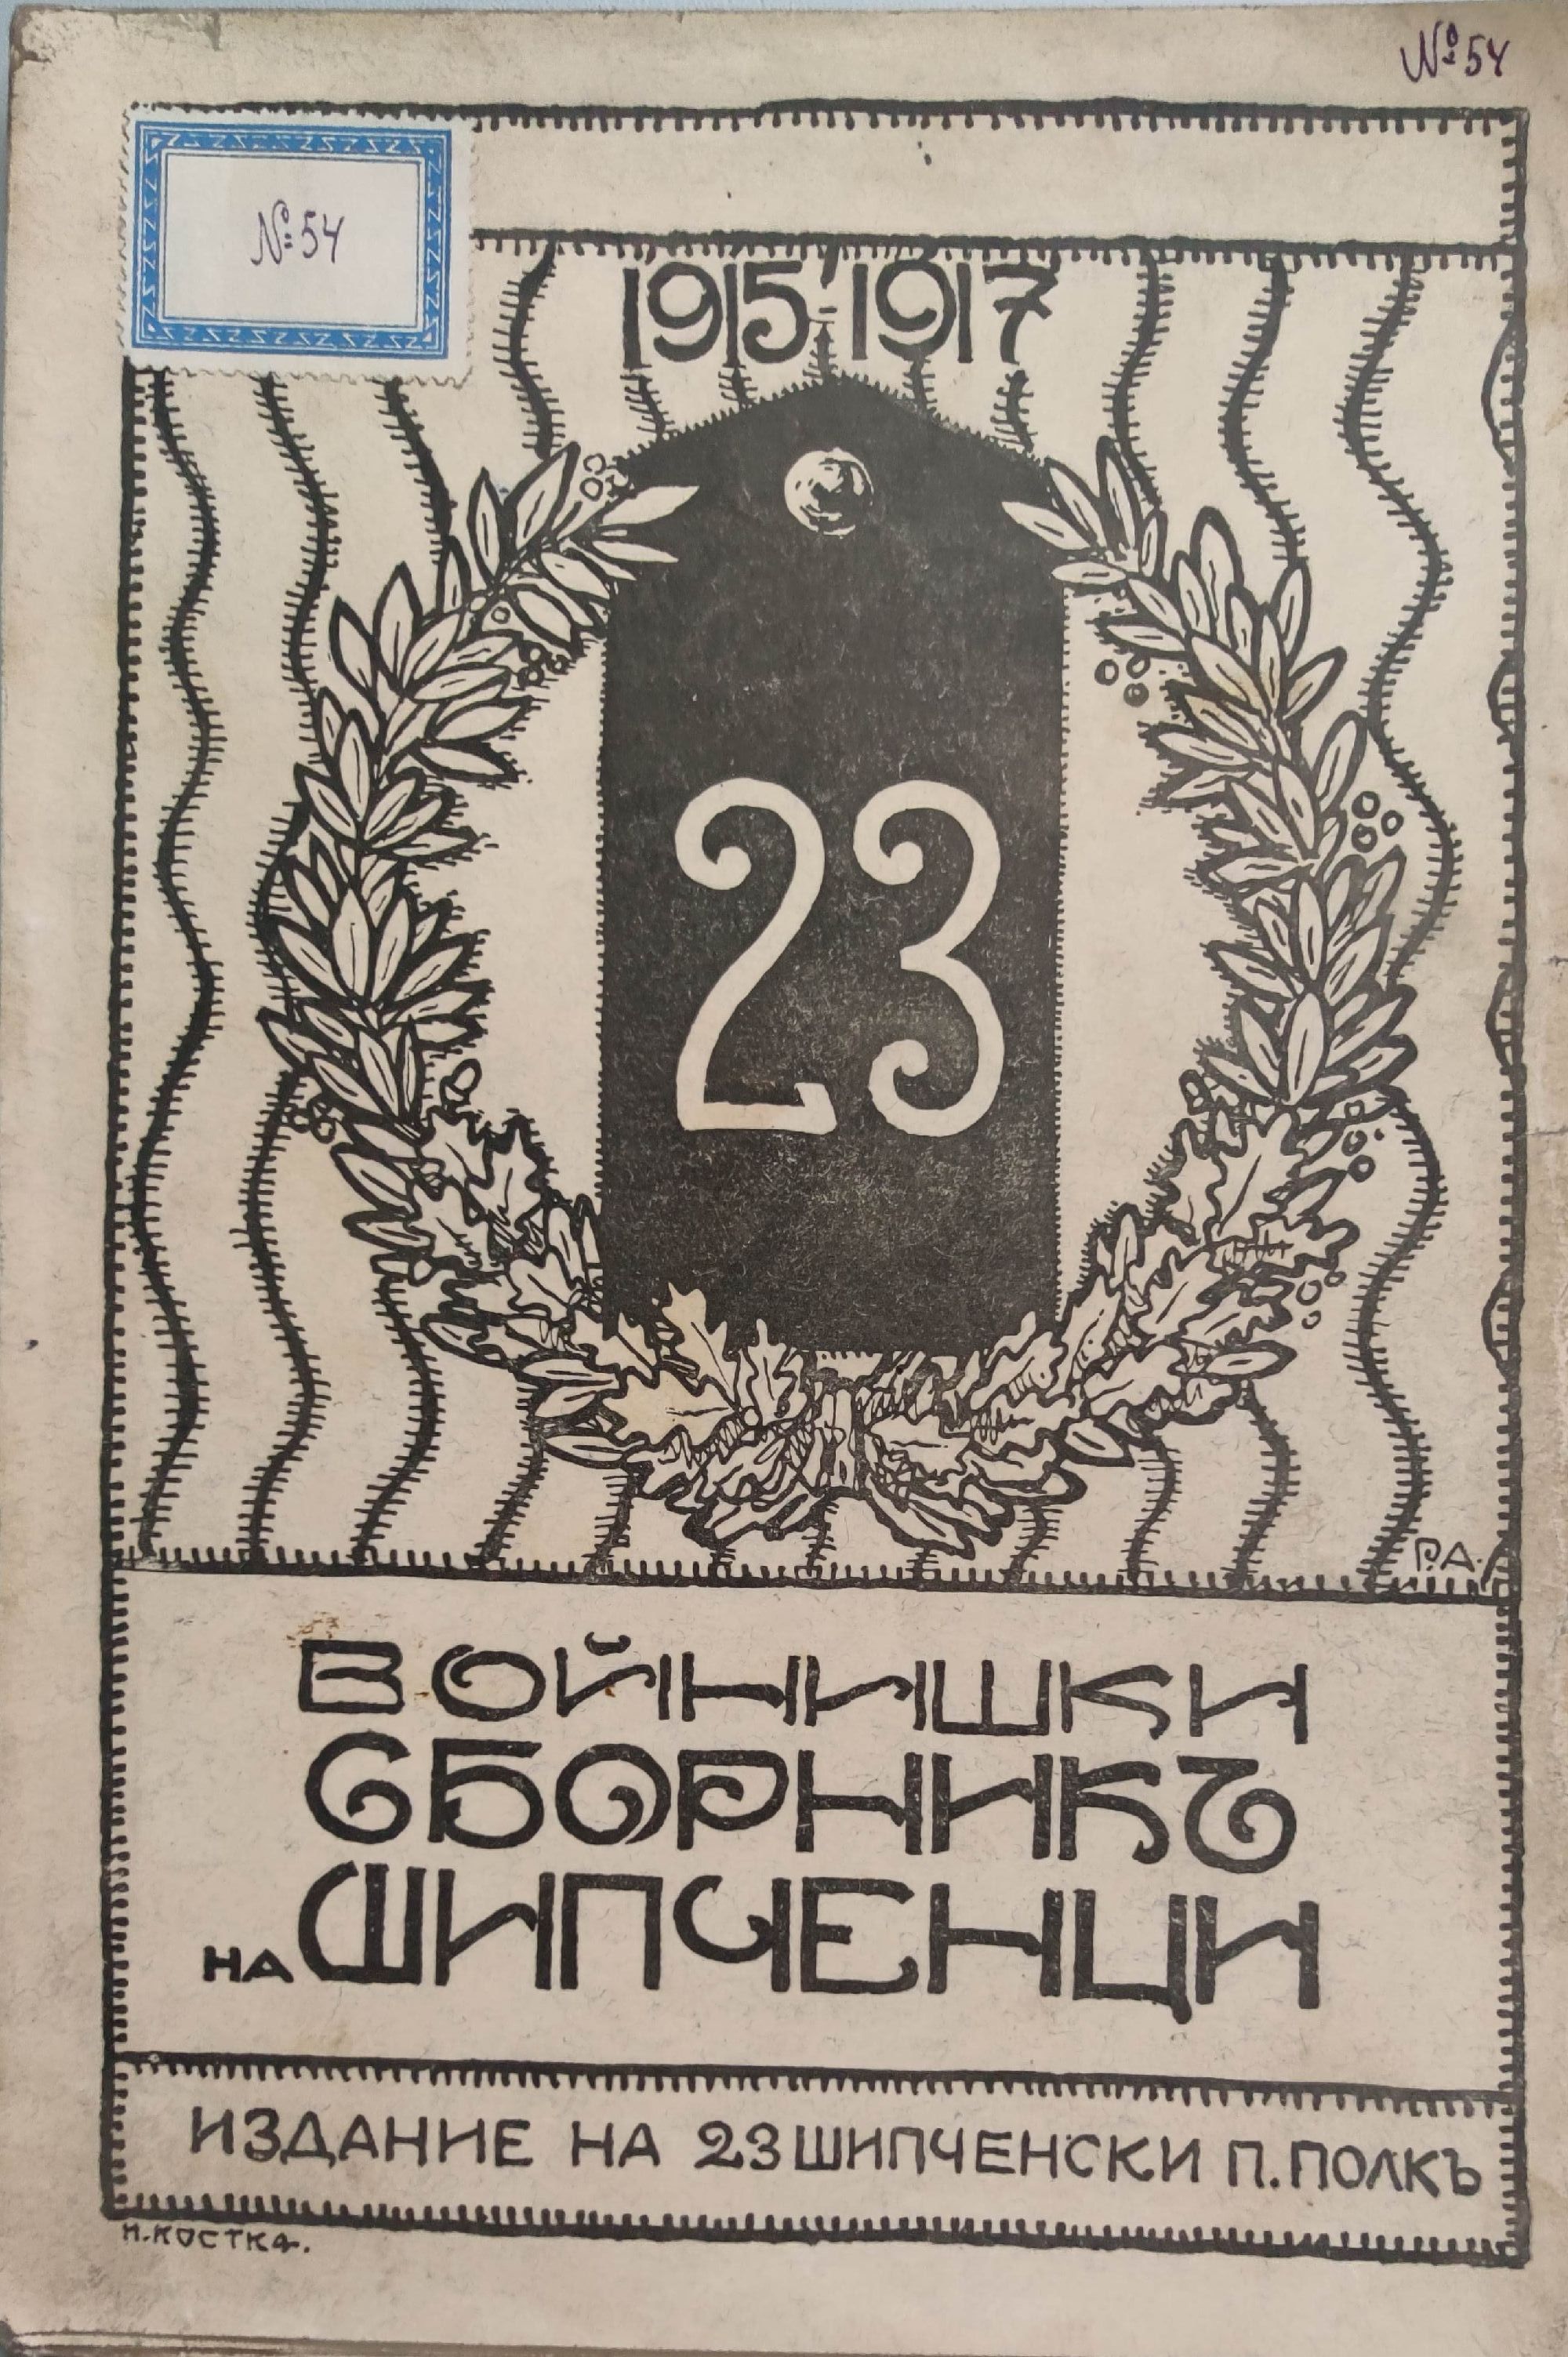 № 54
№ 54
1915-1917
23
Р.А.
ВОЙНИШКИ
СБОРНИКЪ
НА ШИПЧЕНЦИ
ИЗДАНИЕ НА 23 ШИПЧЕНСКИ П. ПОЛКЪ
Н. КОСТКА.